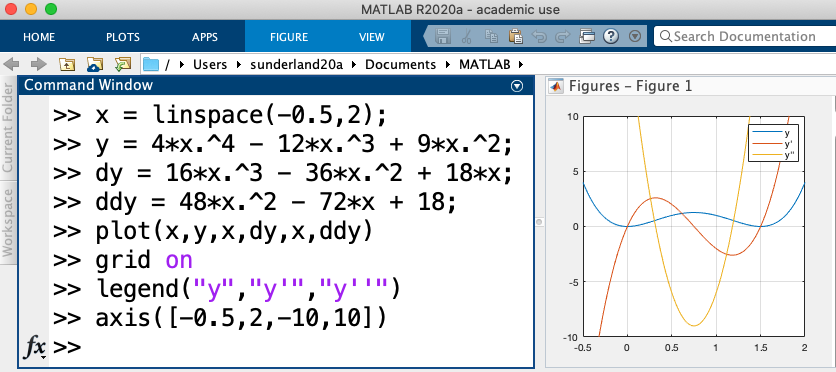 MATLAB R2020a - academic use
HOME PLOTS APPS FIGURE VIEW Search Documentation
/ Users sunderland20a Documents MATLAB
Current Folder
Workspace
Command Window
>> x = linspace(-0.5,2);
>> y = 4*x.^4 - 12*x.^3 + 9*x.^2;
>> dy = 16*x.^3 - 36*x.^2 + 18*x;
>> ddy = 48*x.^2 - 72*x + 18;
>> plot(x,y,x,dy,x,ddy)
>> grid on
>> legend("y","y'","y''")
>> axis([-0.5,2,-10,10])
fx >>
Figures - Figure 1
10
5
0
-5
-10
-0.5 0 0.5 1 1.5 2
y
y'
y''